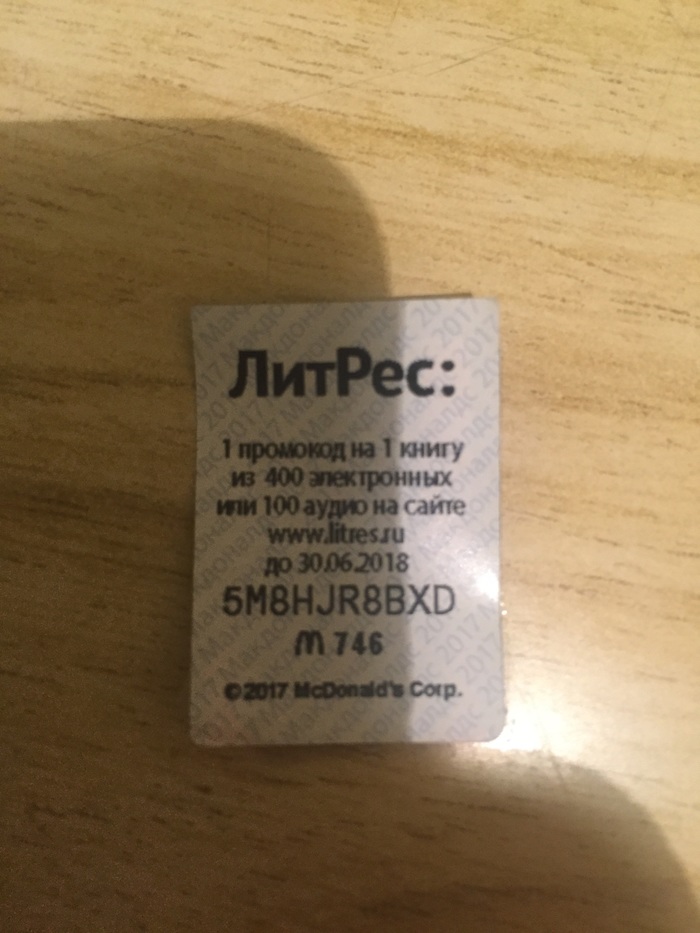 ЛитРес:
1 промокод на 1 книгу
из 400 электронных
или 100 аудио на сайте
www.litres.ru
до 30.06.2018
5M8HJR8BXD
m 746
©2017 McDonald's Corp.